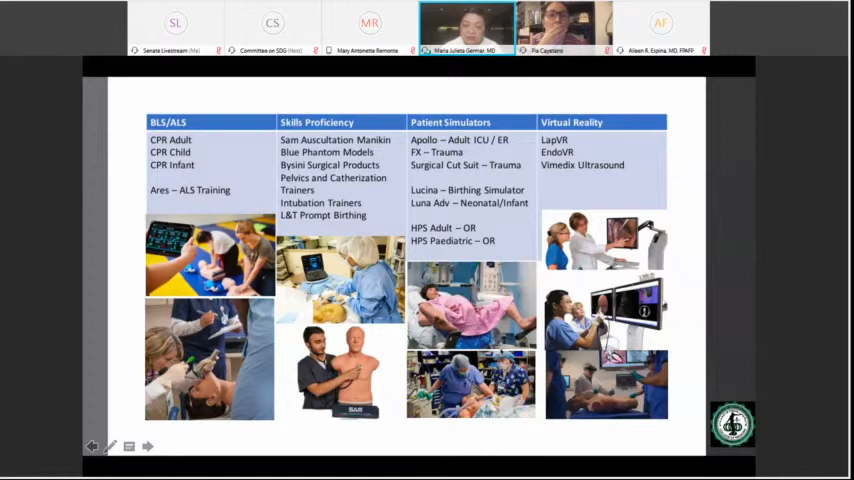 SL
CS
MR
AF
Senate Livestream (Me)
Committee on SDG (Host)
Mary Antonette Remonte
Maria Julieta Germar, MD
Pia Cayetano
Aileen R. Espina, MD, FPAFP
BLS/ALS
CPR Adult
CPR Child
CPR Infant
Ares – ALS Training
Skills Proficiency
Sam Auscultation Manikin
Blue Phantom Models
Bysini Surgical Products
Pelvics and Catherization
Trainers
Intubation Trainers
L&T Prompt Birthing
Patient Simulators
Apollo – Adult ICU / ER
FX – Trauma
Surgical Cut Suit – Trauma
Lucina – Birthing Simulator
Luna Adv – Neonatal/Infant
HPS Adult – OR
HPS Paediatric – OR
Virtual Reality
LapVR
EndoVR
Vimedix Ultrasound
SAM